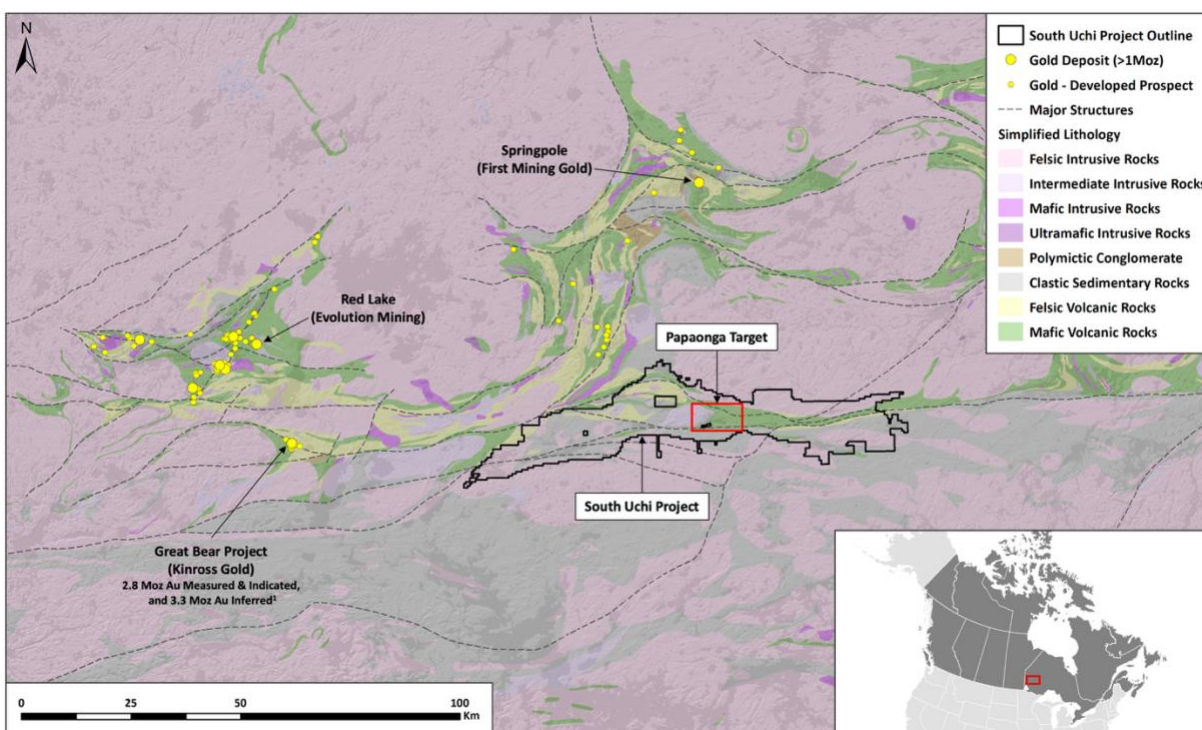 N
South Uchi Project Outline
Gold Deposit (>1Moz)
Gold - Developed Prospect
Major Structures
Simplified Lithology
Felsic Intrusive Rocks
Intermediate Intrusive Rocks
Mafic Intrusive Rocks
Ultramafic Intrusive Rocks
Polymictic Conglomerate
Clastic Sedimentary Rocks
Felsic Volcanic Rocks
Mafic Volcanic Rocks
Springpole
(First Mining Gold)
Red Lake
(Evolution Mining)
Papaonga Target
South Uchi Project
Great Bear Project
(Kinross Gold)
2.8 Moz Au Measured & Indicated,
and 3.3 Moz Au Inferred¹
0 25 50 100
Km